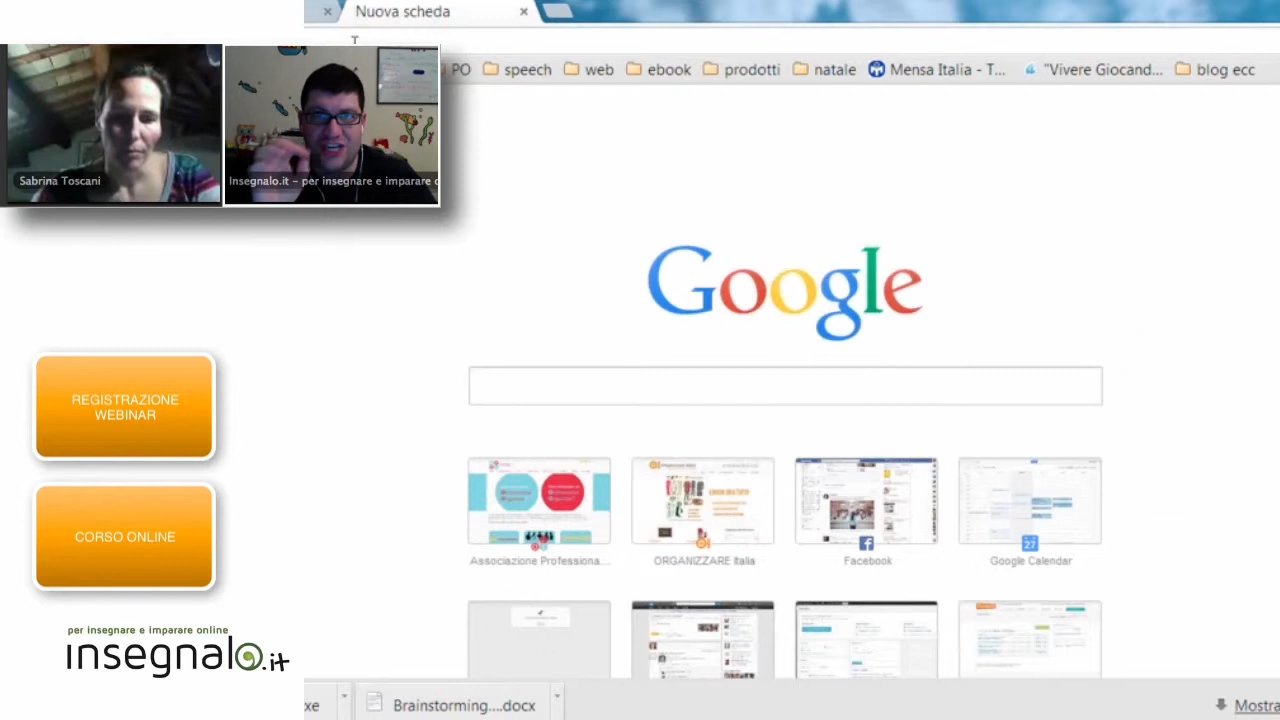 Nuova scheda
PO
speech
web
ebook
prodotti
natale
Mensa Italia - T...
"Vivere Giocand...
blog ecc
Sabrina Toscani
Insegnalo.it – per insegnare e imparare o
Google
REGISTRAZIONE
WEBINAR
CORSO ONLINE
Associazione Professiona...
ORGANIZZARE Italia
Facebook
27
Google Calendar
per insegnare e imparare online
insegnalo.it
xe
Brainstorming....docx
Mostra